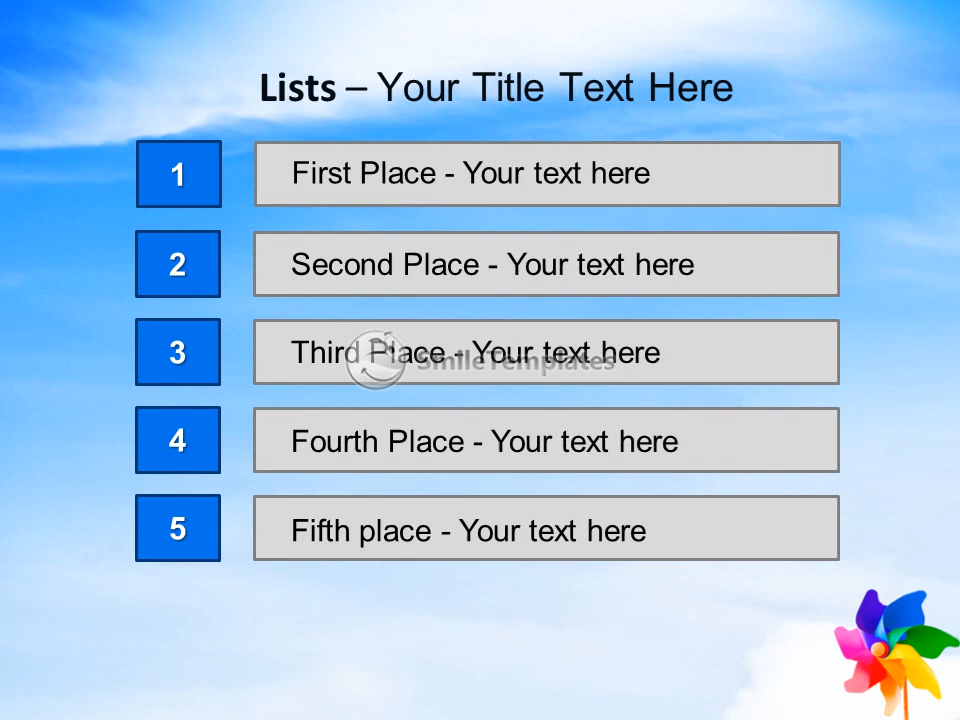 Lists – Your Title Text Here
1 First Place - Your text here
2 Second Place - Your text here
3 Third Place - Your text here
SmileTemplates
4 Fourth Place - Your text here
5 Fifth place - Your text here